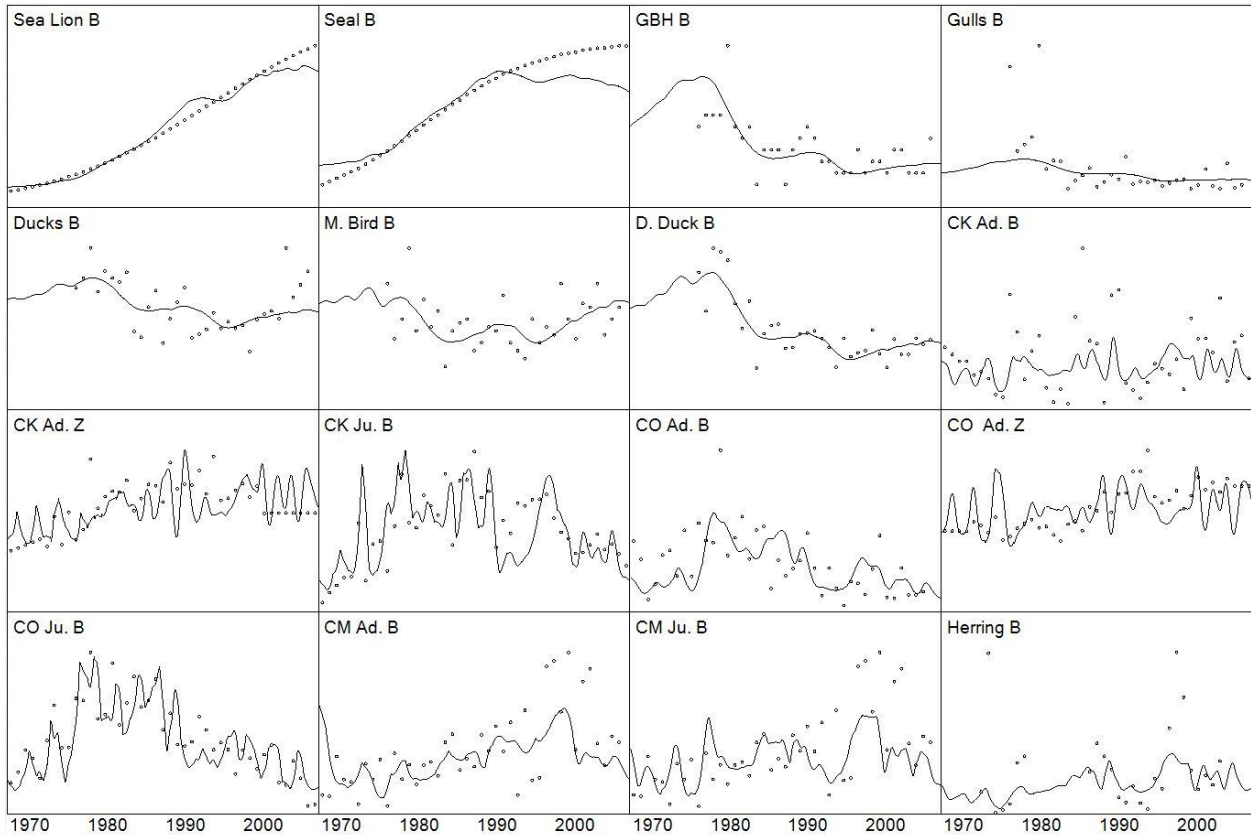 Sea Lion B
Seal B
GBH B
Gulls B
Ducks B
M. Bird B
D. Duck B
CK Ad. B
CK Ad. Z
CK Ju. B
CO Ad. B
CO  Ad. Z
CO Ju. B
CM Ad. B
CM Ju. B
Herring B
1970 1980 1990 2000
1970 1980 1990 2000
1970 1980 1990 2000
1970 1980 1990 2000